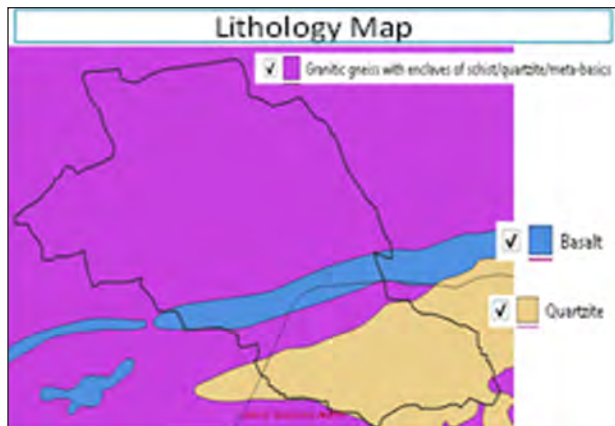 Lithology Map
Granitic gneiss with enclaves of schist/quartzite/meta-basics
Basalt
Quartzite